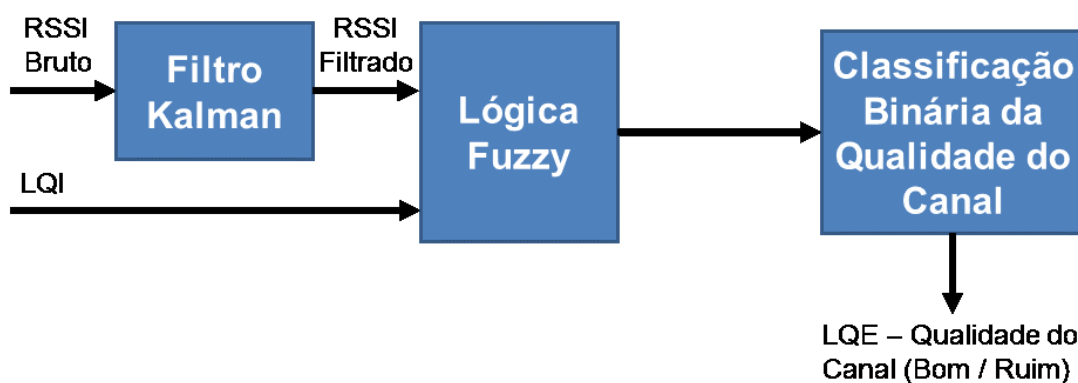 RSSI
Bruto
Filtro
Kalman
RSSI
Filtrado
LQI
Lógica
Fuzzy
Classificação
Binária da
Qualidade do
Canal
LQE – Qualidade do
Canal (Bom / Ruim)